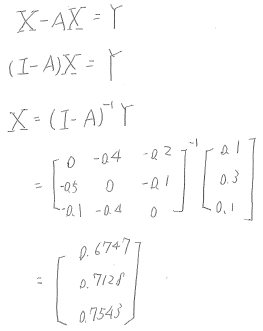 X-AX=Y
(I-A)X=Y
X=(I-A)⁻¹Y
=[0 -0.4 -0.2; -0.5 0 -0.1; -0.1 -0.4 0]⁻¹[0.1; 0.3; 0.1]
=[0.6747; 0.7128; 0.7543]